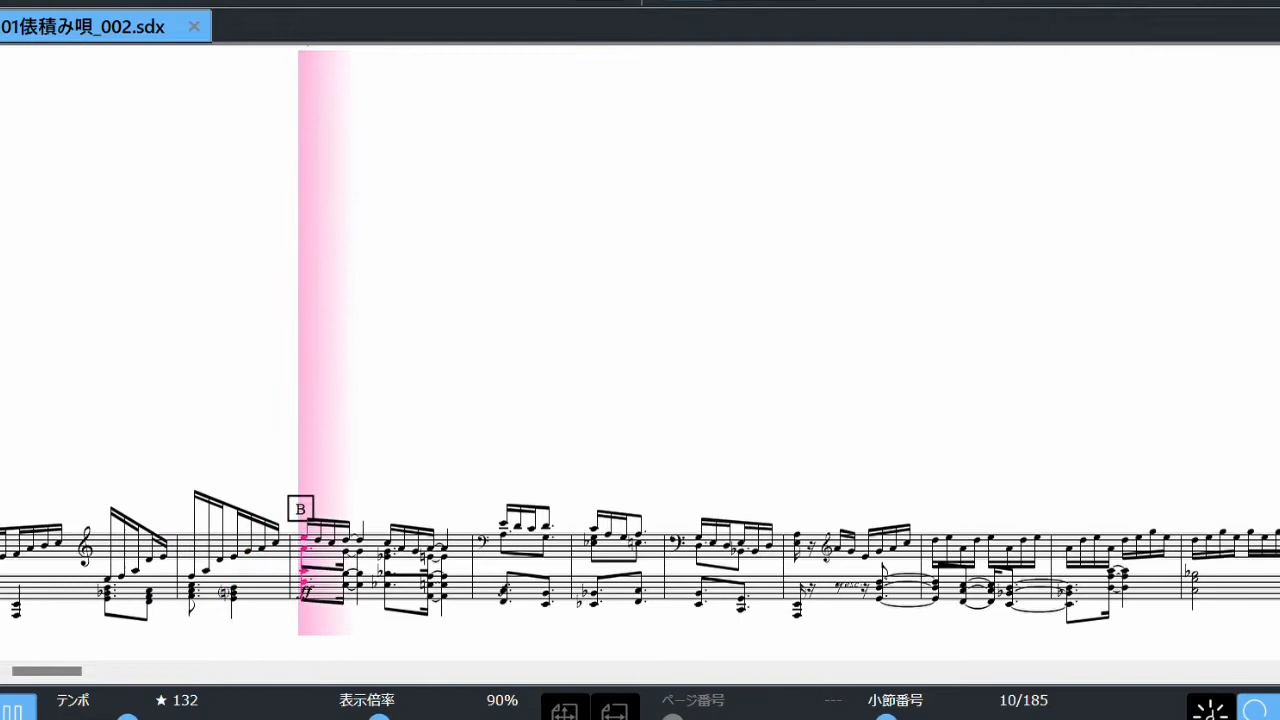 01俵積み唄_002.sdx ×
B
テンポ ★ 132 表示倍率 90% ページ番号 --- 小節番号 10/185